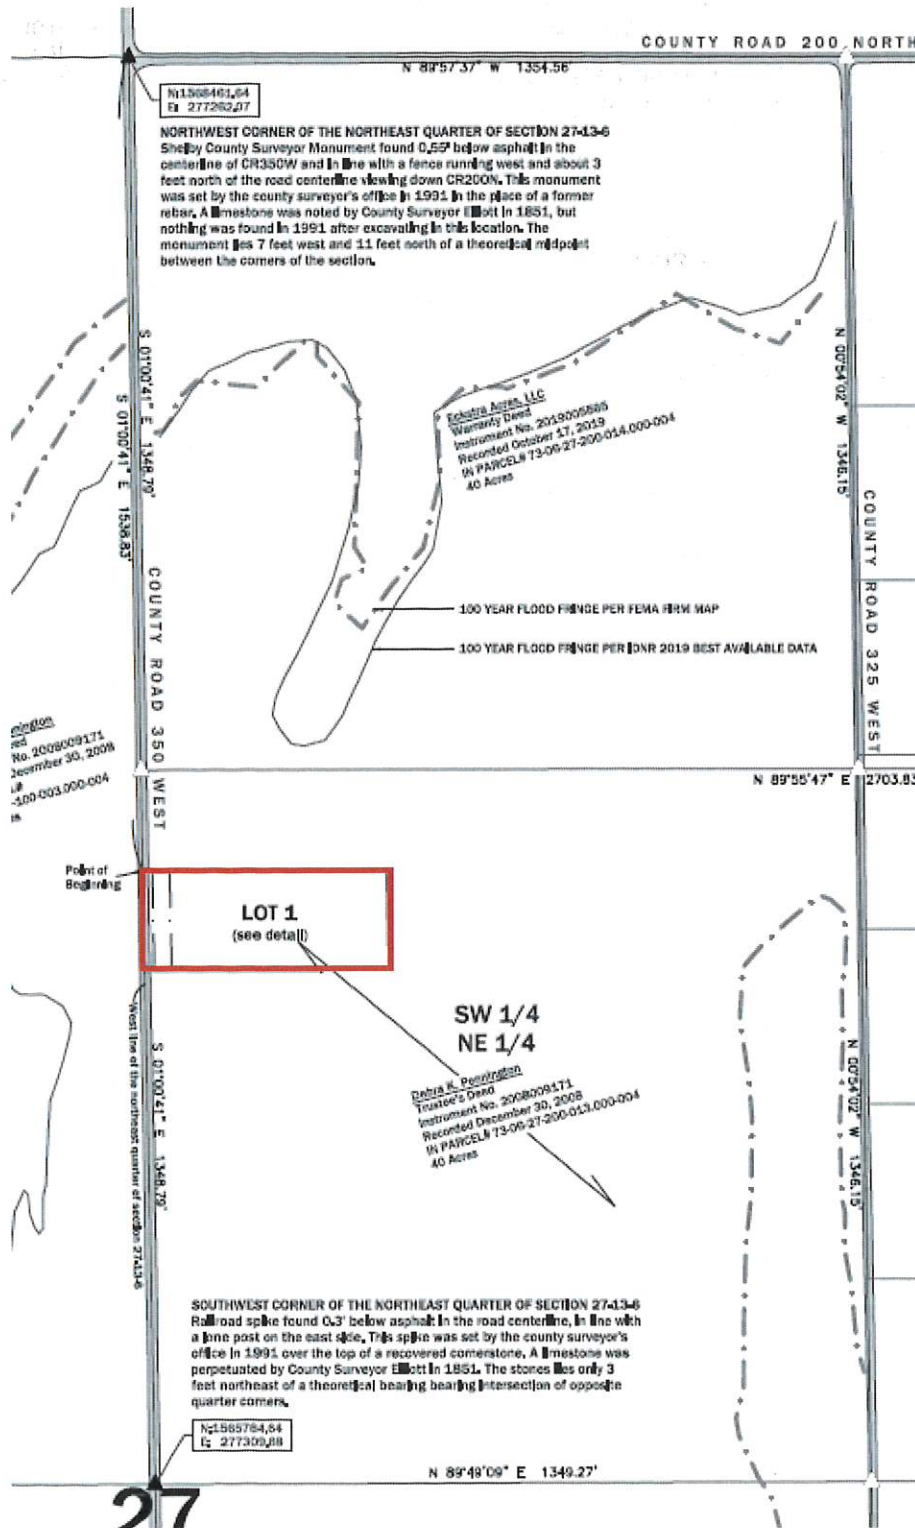 COUNTY ROAD 200 NORTH
N 89°57'37" W 1354.56'
N:1568461.64
E: 277262.07
NORTHWEST CORNER OF THE NORTHEAST QUARTER OF SECTION 27-13-6
Shelby County Surveyor Monument found 0.55' below asphalt in the
centerline of CR350W and in line with a fence running west and about 3
feet north of the road centerline viewing down CR200N. This monument
was set by the county surveyor's office in 1991 in the place of a former
rebar. A limestone was noted by County Surveyor Elliott in 1851, but
nothing was found in 1991 after excavating in this location. The
monument lies 7 feet west and 11 feet north of a theoretical midpoint
between the corners of the section.
S 01°00'41" E 1348.79'
S 01°00'41" E 1538.83'
N 00°54'02" W 1346.15'
Eckstra Acres, LLC
Warranty Deed
Instrument No. 2019005585
Recorded October 17, 2019
IN PARCEL# 73-06-27-200-014.000-004
40 Acres
COUNTY ROAD 350 WEST
COUNTY ROAD 325 WEST
100 YEAR FLOOD FRINGE PER FEMA FIRM MAP
100 YEAR FLOOD FRINGE PER IDNR 2019 BEST AVAILABLE DATA
nnington
eed
No. 2008009171
December 30, 2008
L#
-100-003.000-004
es
N 89°55'47" E 2703.83
Point of
Beginning
LOT 1
(see detail)
West line of the northeast quarter of section 27-13-6
S 01°00'41" E 1348.79'
SW 1/4
NE 1/4
Debra K. Pennington
Trustee's Deed
Instrument No. 2008009171
Recorded December 30, 2008
IN PARCEL# 73-06-27-200-013.000-004
40 Acres
N 00°54'02" W 1346.15'
SOUTHWEST CORNER OF THE NORTHEAST QUARTER OF SECTION 27-13-6
Railroad spike found 0.3' below asphalt in the road centerline, in line with
a lone post on the east side. This spike was set by the county surveyor's
office in 1991 over the top of a recovered cornerstone. A limestone was
perpetuated by County Surveyor Elliott in 1851. The stones lies only 3
feet northeast of a theoretical bearing bearing intersection of opposite
quarter corners.
N:1565764.64
E: 277309.88
N 89°49'09" E 1349.27'
27